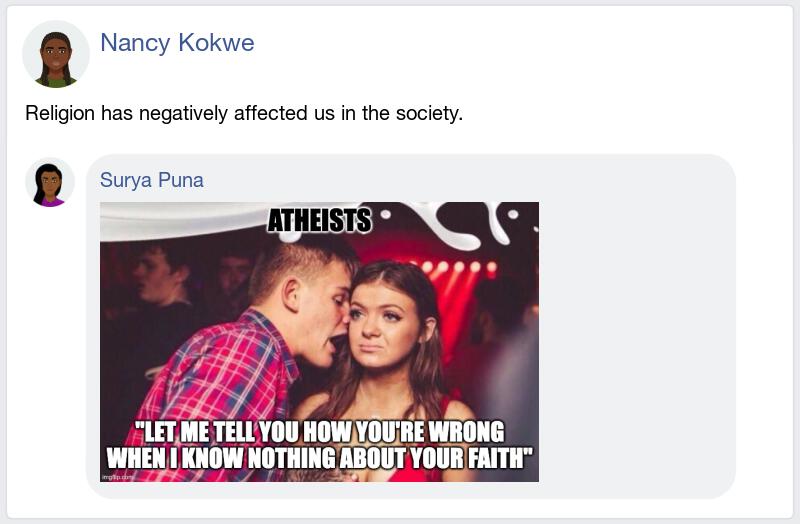 Nancy Kokwe
Religion has negatively affected us in the society.
Surya Puna
ATHEISTS
"LET ME TELL YOU HOW YOU'RE WRONG
WHEN I KNOW NOTHING ABOUT YOUR FAITH"
imgflip.com